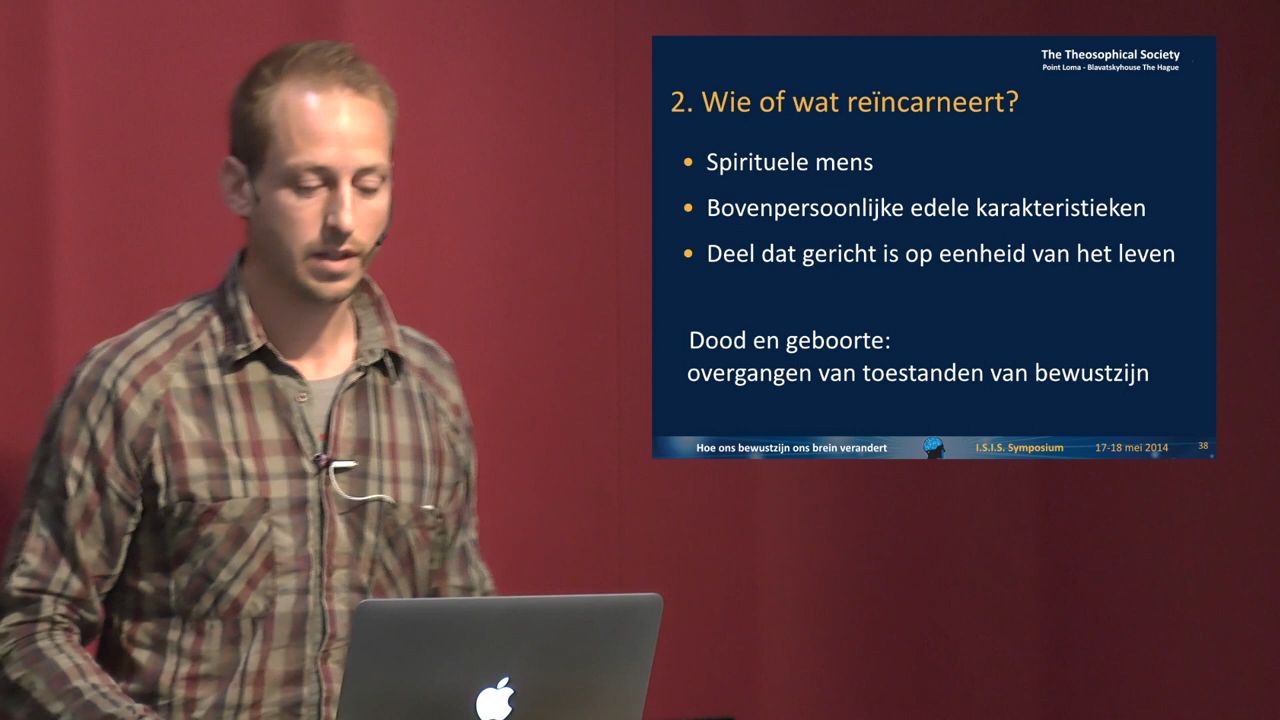 The Theosophical Society
Point Loma - Blavatskyhouse The Hague
2. Wie of wat reïncarneert?
• Spirituele mens
• Bovenpersoonlijke edele karakteristieken
• Deel dat gericht is op eenheid van het leven
Dood en geboorte:
overgangen van toestanden van bewustzijn
Hoe ons bewustzijn ons brein verandert I.S.I.S. Symposium 17-18 mei 2014 38